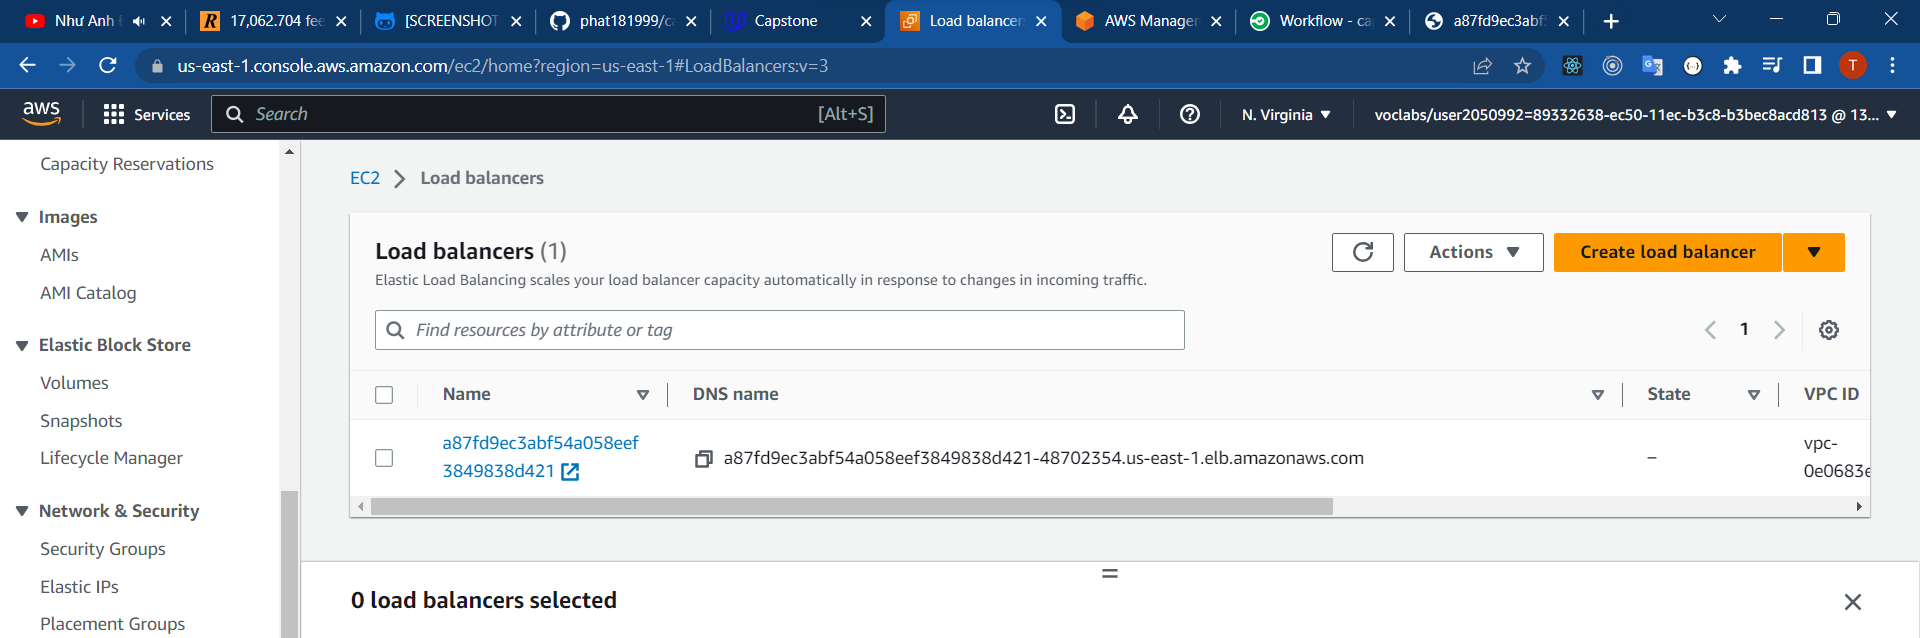 Như Anh
17,062.704 fee
[SCREENSHOT
phat181999/ca
Capstone
Load balancer
AWS Manager
Workflow - ca
a87fd9ec3abf5
us-east-1.console.aws.amazon.com/ec2/home?region=us-east-1#LoadBalancers:v=3
T
aws
Services
Search
[Alt+S]
N. Virginia
voclabs/user2050992=89332638-ec50-11ec-b3c8-b3bec8acd813 @ 13...
Capacity Reservations
Images
AMIs
AMI Catalog
Elastic Block Store
Volumes
Snapshots
Lifecycle Manager
Network & Security
Security Groups
Elastic IPs
Placement Groups
EC2
Load balancers
Load balancers (1)
Elastic Load Balancing scales your load balancer capacity automatically in response to changes in incoming traffic.
Actions
Create load balancer
Find resources by attribute or tag
1
Name
DNS name
State
VPC ID
a87fd9ec3abf54a058eef
3849838d421
a87fd9ec3abf54a058eef3849838d421-48702354.us-east-1.elb.amazonaws.com
–
vpc-
0e0683e
0 load balancers selected